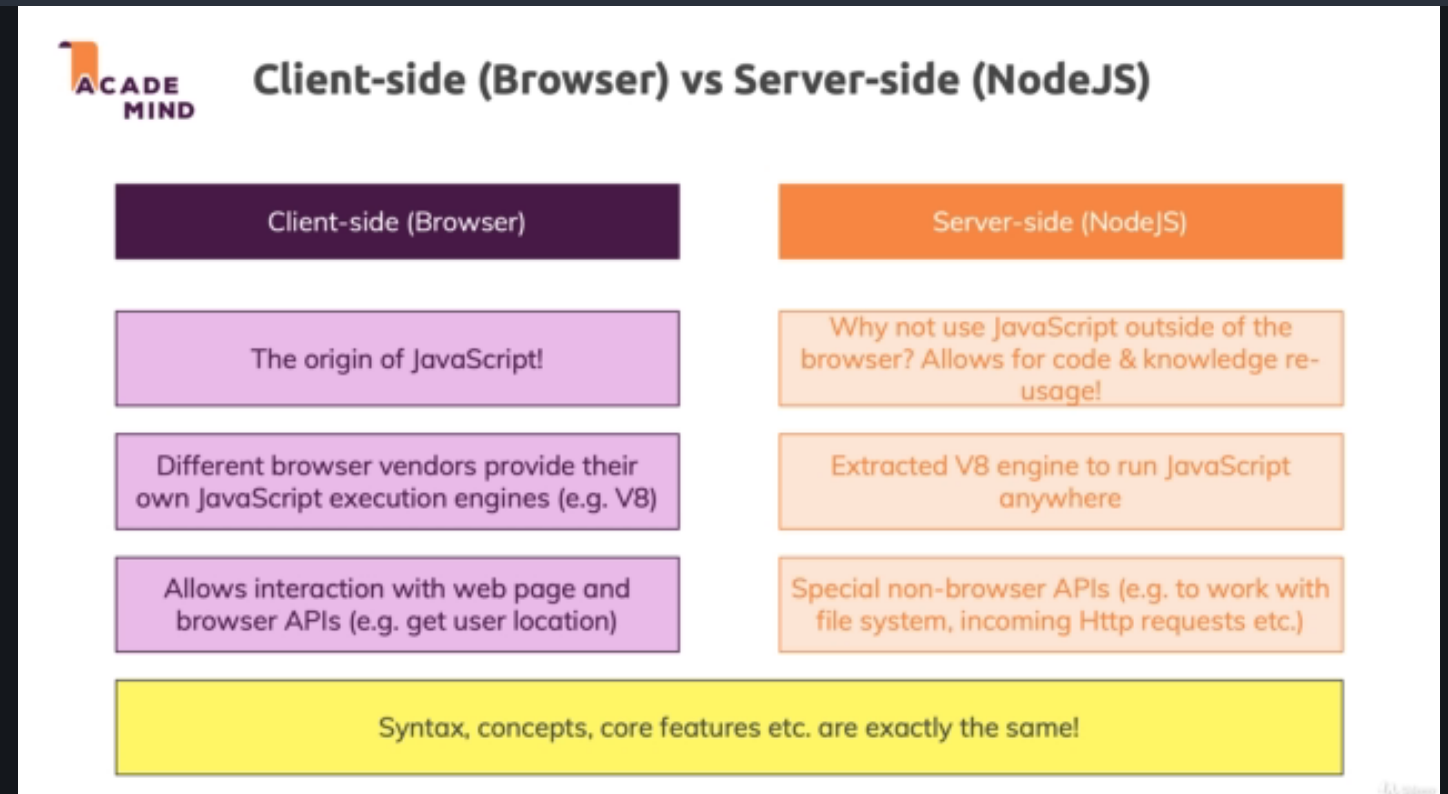 ACADE
MIND
Client-side (Browser) vs Server-side (NodeJS)
Client-side (Browser)
Server-side (NodeJS)
The origin of JavaScript!
Why not use JavaScript outside of the
browser? Allows for code & knowledge re-
usage!
Different browser vendors provide their
own JavaScript execution engines (e.g. V8)
Extracted V8 engine to run JavaScript
anywhere
Allows interaction with web page and
browser APIs (e.g. get user location)
Special non-browser APIs (e.g. to work with
file system, incoming Http requests etc.)
Syntax, concepts, core features etc. are exactly the same!